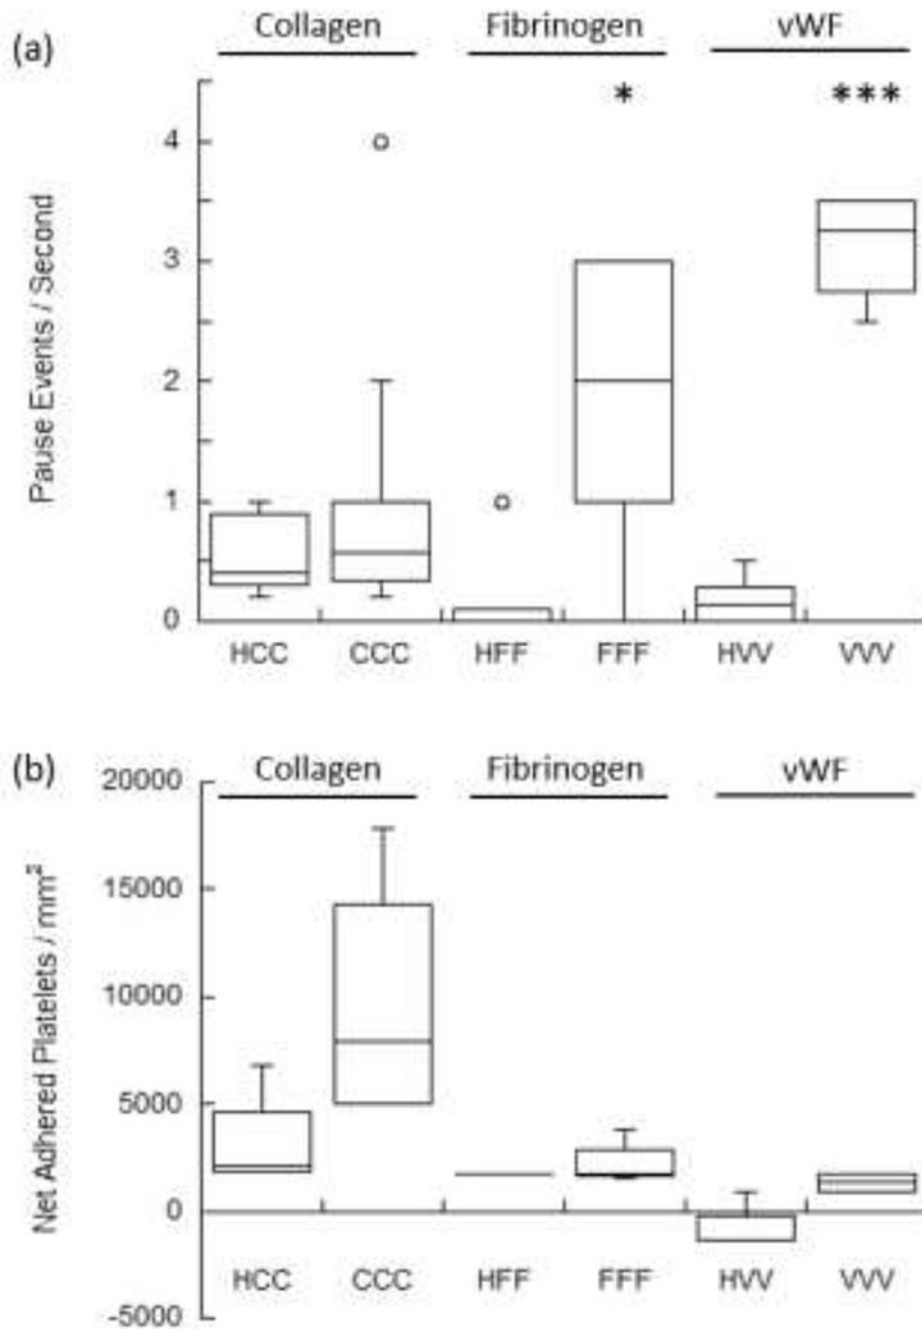 (a)
Collagen Fibrinogen vWF
* ***
Pause Events / Second
4
3
2
1
0
HCC CCC HFF FFF HVV VVV
(b)
Collagen Fibrinogen vWF
Net Adhered Platelets / mm²
20000
15000
10000
5000
0
-5000
HCC CCC HFF FFF HVV VVV